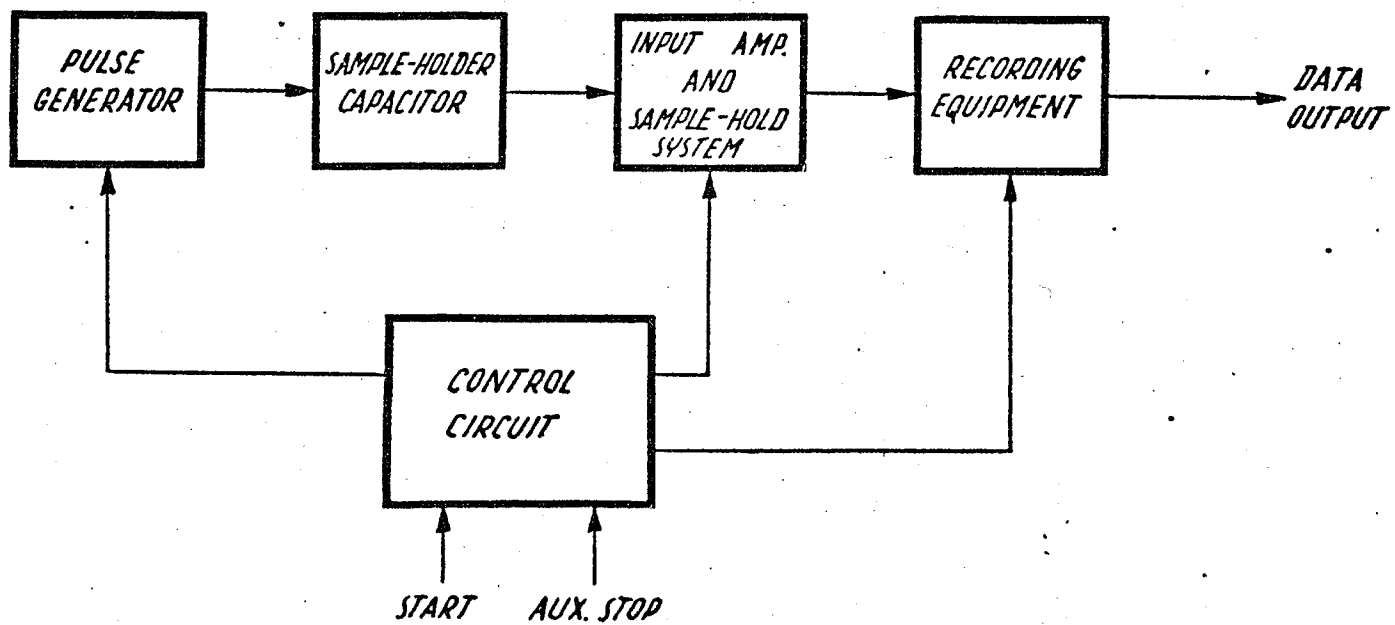 PULSE
GENERATOR
SAMPLE-HOLDER
CAPACITOR
INPUT AMP.
AND
SAMPLE-HOLD
SYSTEM
RECORDING
EQUIPMENT
DATA
OUTPUT
CONTROL
CIRCUIT
START
AUX. STOP